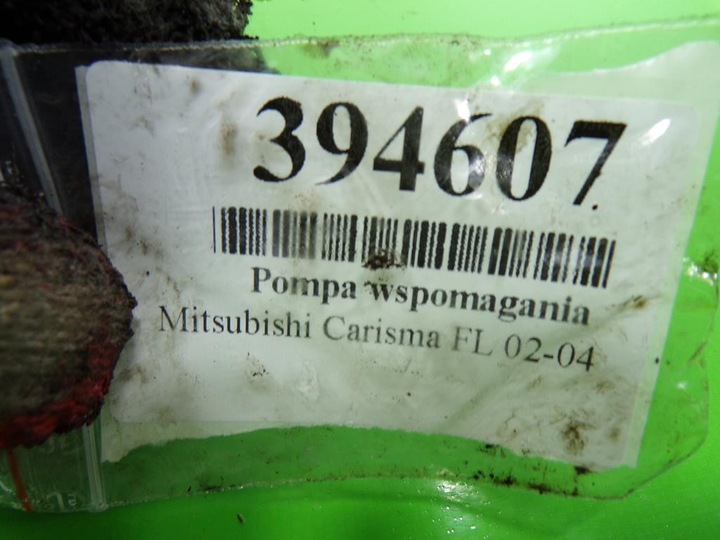 394607
Pompa wspomagania
Mitsubishi Carisma FL 02-04